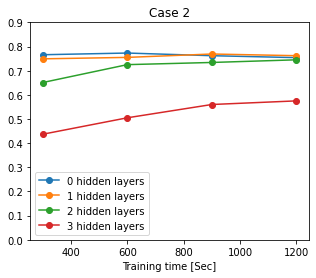 Case 2
0.9
0.8
0.7
0.6
0.5
0.4
0.3
0.2
0.1
0.0
0 hidden layers
1 hidden layers
2 hidden layers
3 hidden layers
400 600 800 1000 1200
Training time [Sec]